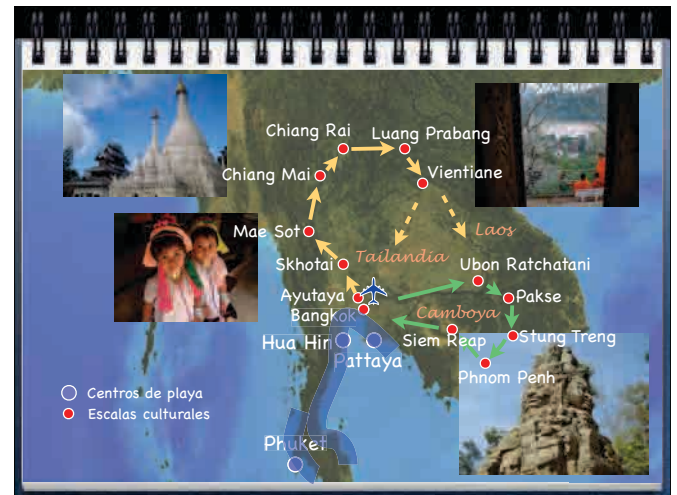 Chiang Rai
Luang Prabang
Chiang Mai
Vientiane
Mae Sot
Laos
Tailandia
Skhotai
Ubon Ratchatani
Ayutaya
Pakse
Bangkok
Camboya
Siem Reap
Stung Treng
Hua Hin
Pattaya
Phnom Penh
Centros de playa
Escalas culturales
Phuket